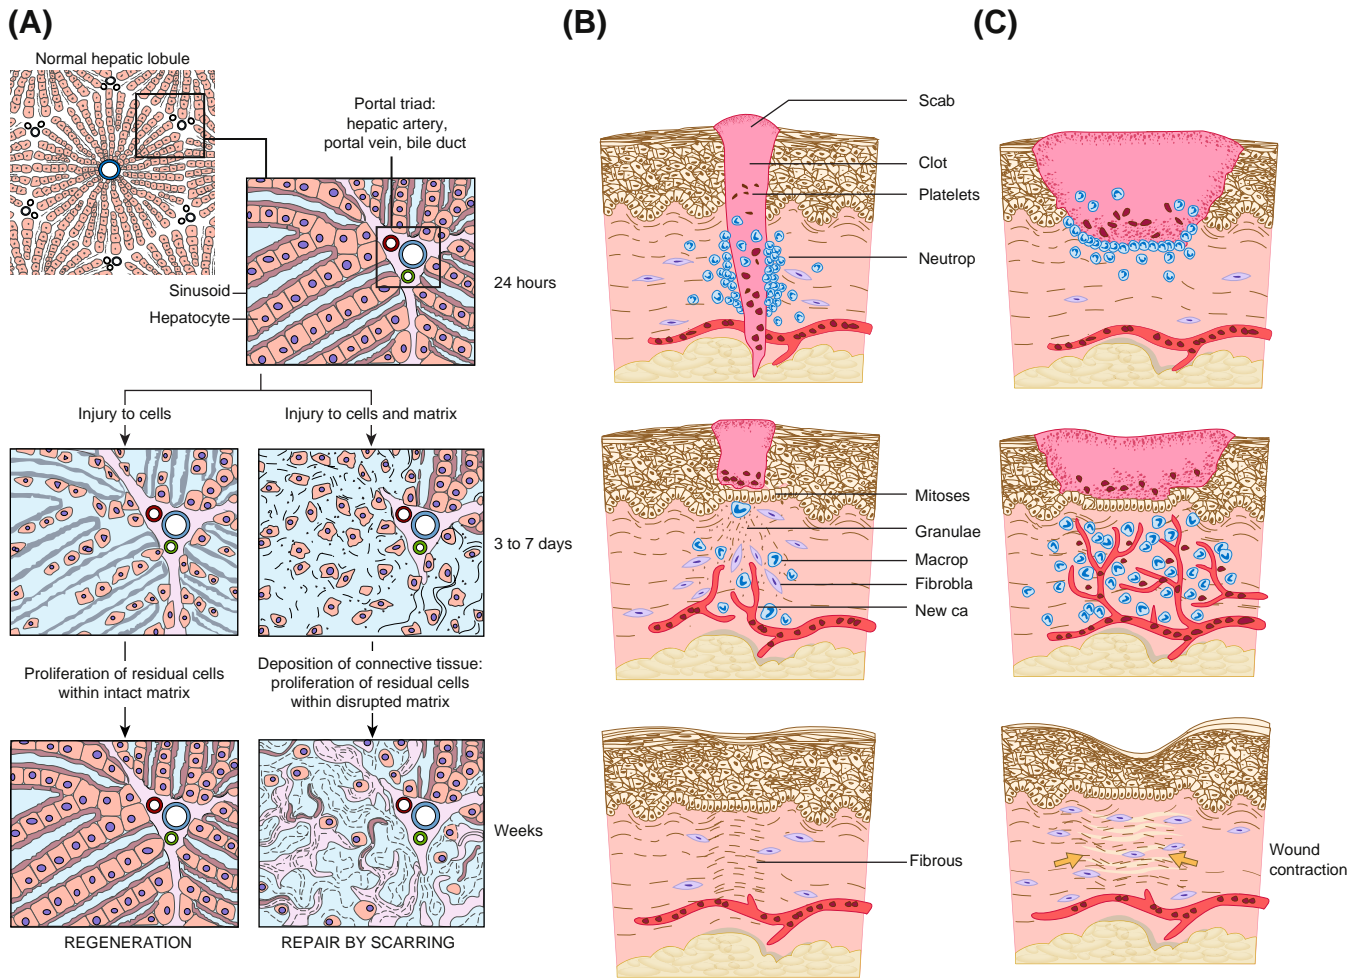 (A)
Normal hepatic lobule
Portal triad:
hepatic artery,
portal vein, bile duct
Sinusoid
Hepatocyte
24 hours
Injury to cells
Injury to cells and matrix
3 to 7 days
Proliferation of residual cells
within intact matrix
Deposition of connective tissue:
proliferation of residual cells
within disrupted matrix
Weeks
REGENERATION
REPAIR BY SCARRING
(B)
(C)
Scab
Clot
Platelets
Neutrop
Mitoses
Granulae
Macrop
Fibrobla
New ca
Fibrous
Wound
contraction